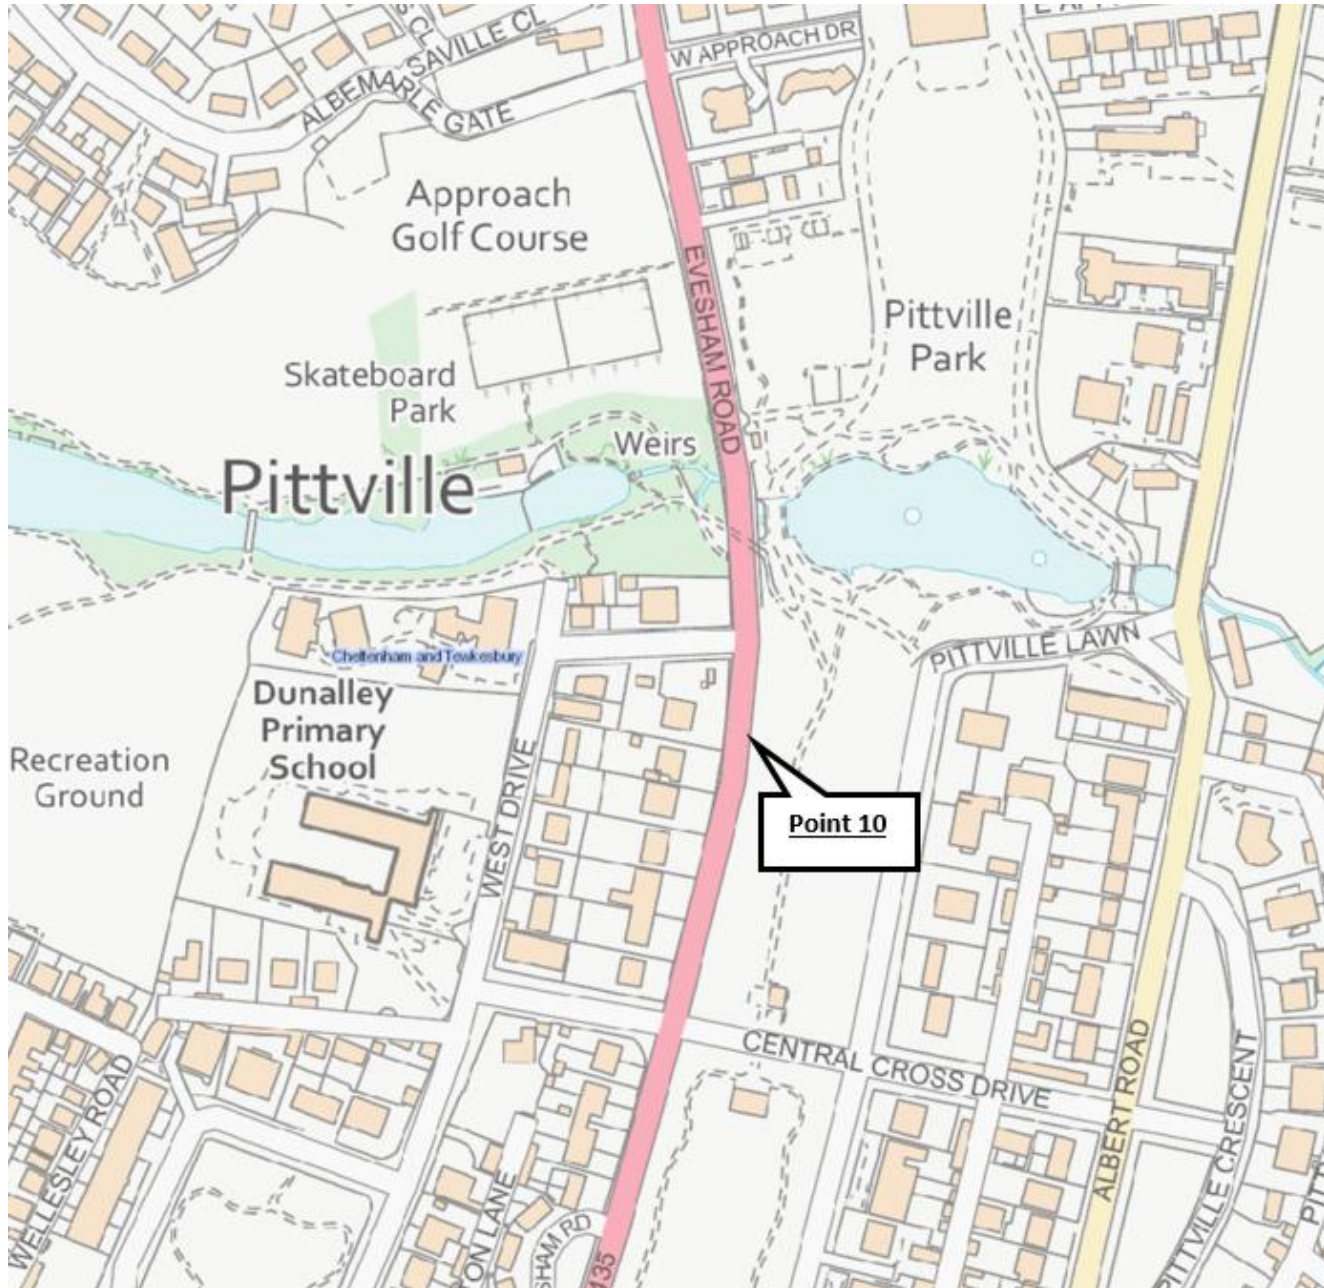 SAVILLE CL
W APPROACH DR
ALBEMARLE GATE
Approach
Golf Course
EVESHAM ROAD
Pittville
Park
Skateboard
Park
Weirs
Pittville
PITTVILLE LAWN
Cheltenham and Tewkesbury
Dunalley
Primary
School
Recreation
Ground
WEST DRIVE
Point 10
CENTRAL CROSS DRIVE
ALBERT ROAD
PITTVILLE CRESCENT
WELLESLEY ROAD